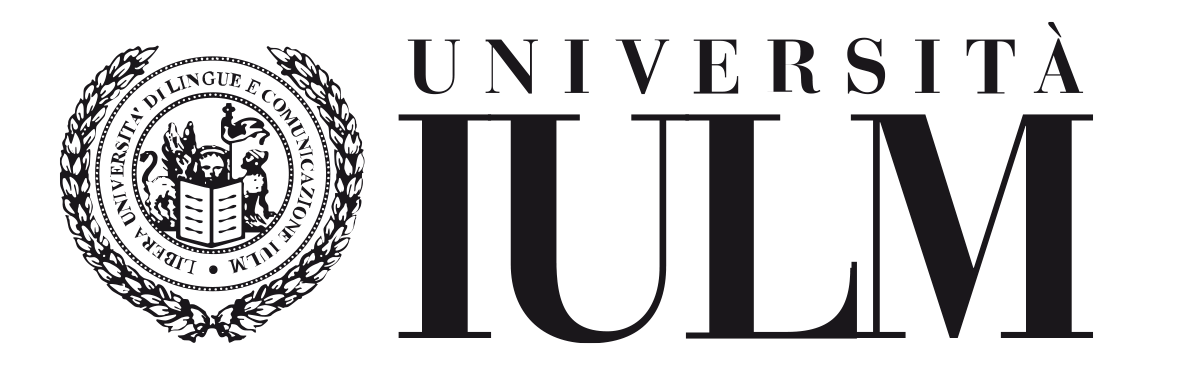 LIBERA UNIVERSITA' DI LINGUE E COMUNICAZIONE IULM •
UNIVERSITÀ
IULM